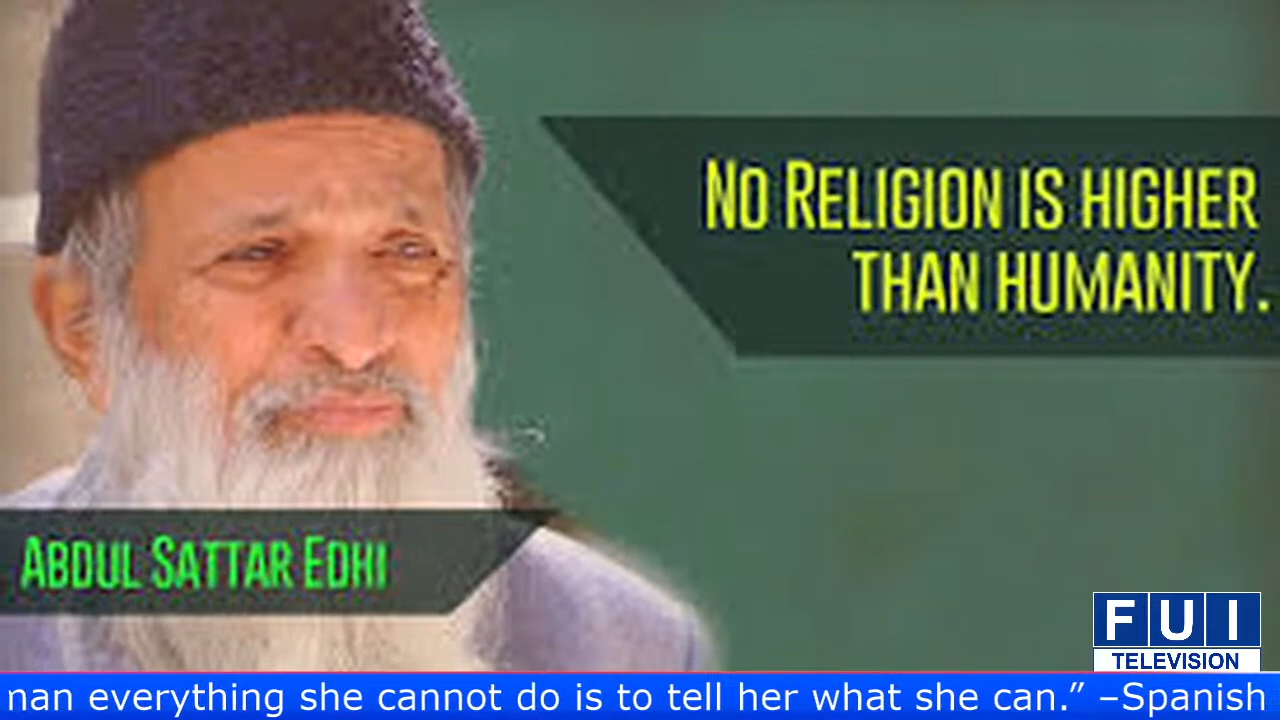 No Religion is higher
than humanity.
Abdul Sattar Edhi
FUI
TELEVISION
everything she cannot do is to tell her what she can.” –Spanish